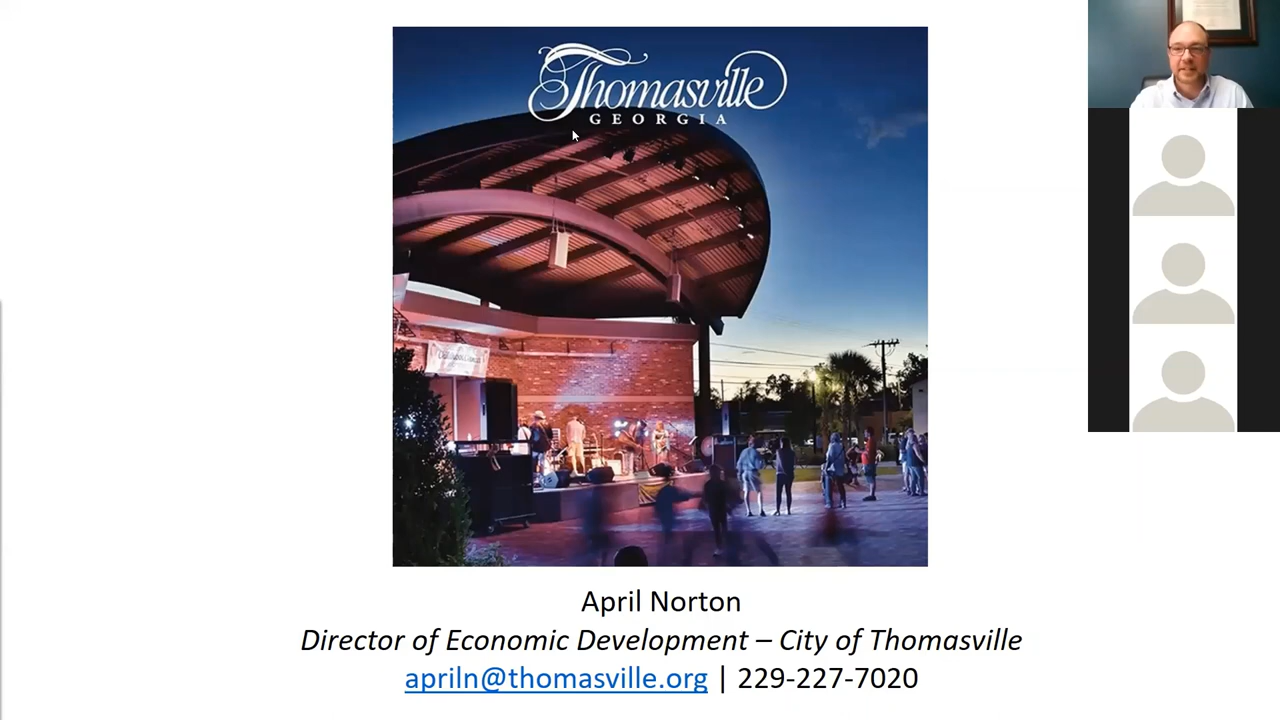 Thomasville
GEORGIA
April Norton
Director of Economic Development – City of Thomasville
apriln@thomasville.org | 229-227-7020